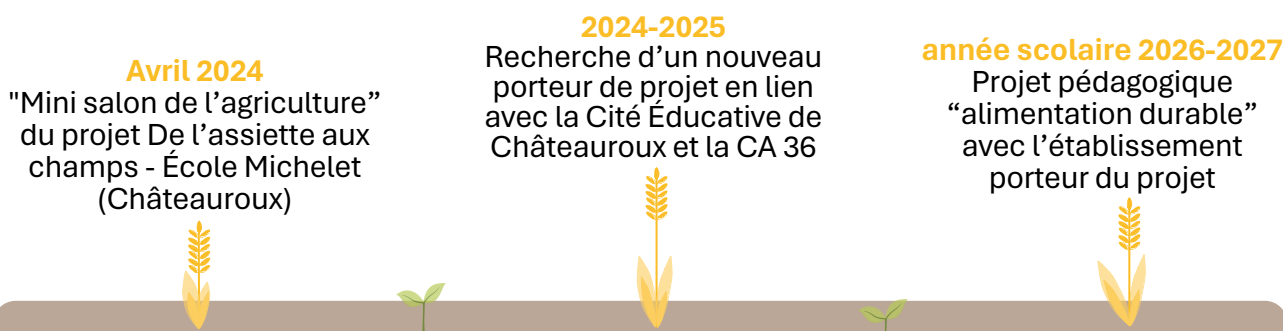 Avril 2024
"Mini salon de l’agriculture”
du projet De l’assiette aux
champs - École Michelet
(Châteauroux)
2024-2025
Recherche d’un nouveau
porteur de projet en lien
avec la Cité Éducative de
Châteauroux et la CA 36
année scolaire 2026-2027
Projet pédagogique
“alimentation durable”
avec l’établissement
porteur du projet